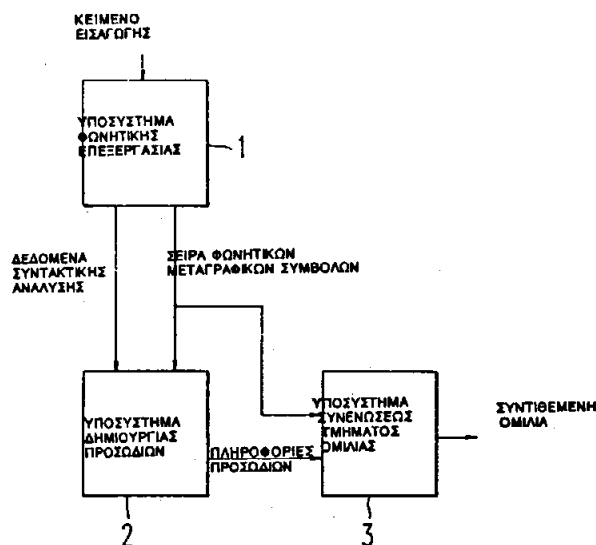 ΚΕΙΜΕΝΟ
ΕΙΣΑΓΩΓΗΣ
ΥΠΟΣΥΣΤΗΜΑ
ΦΩΝΗΤΙΚΗΣ
ΕΠΕΞΕΡΓΑΣΙΑΣ
1
ΔΕΔΟΜΕΝΑ
ΣΥΝΤΑΚΤΙΚΗΣ
ΑΝΑΛΥΣΗΣ
ΣΕΙΡΑ ΦΩΝΗΤΙΚΩΝ
ΜΕΤΑΓΡΑΦΙΚΩΝ ΣΥΜΒΟΛΩΝ
ΥΠΟΣΥΣΤΗΜΑ
ΔΗΜΙΟΥΡΓΙΑΣ
ΠΡΟΣΩΔΙΩΝ
2
ΠΛΗΡΟΦΟΡΙΕΣ
ΠΡΟΣΩΔΙΩΝ
ΥΠΟΣΥΣΤΗΜΑ
ΣΥΝΕΝΩΣΕΩΣ
ΤΜΗΜΑΤΟΣ
ΟΜΙΛΙΑΣ
3
ΣΥΝΤΙΘΕΜΕΝΗ
ΟΜΙΛΙΑ